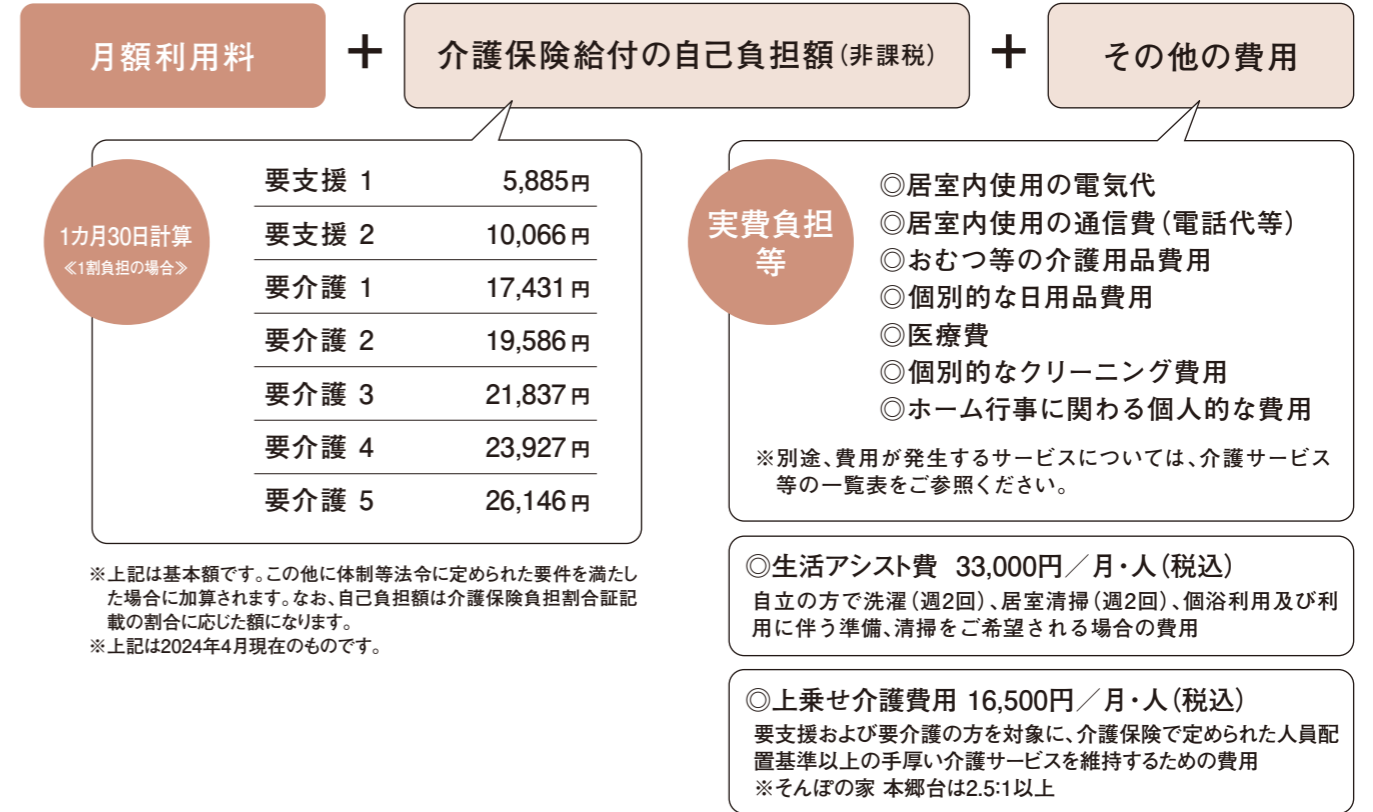 月額利用料 + 介護保険給付の自己負担額(非課税) + その他の費用
1カ月30日計算
≪1割負担の場合≫
要支援 1 5,885円
要支援 2 10,066円
要介護 1 17,431円
要介護 2 19,586円
要介護 3 21,837円
要介護 4 23,927円
要介護 5 26,146円
※上記は基本額です。この他に体制等法令に定められた要件を満たし
た場合に加算されます。なお、自己負担額は介護保険負担割合証記
載の割合に応じた額になります。
※上記は2024年4月現在のものです。
実費負担
等
◎居室内使用の電気代
◎居室内使用の通信費(電話代等)
◎おむつ等の介護用品費用
◎個別的な日用品費用
◎医療費
◎個別的なクリーニング費用
◎ホーム行事に関わる個人的な費用
※別途、費用が発生するサービスについては、介護サービス
等の一覧表をご参照ください。
◎生活アシスト費 33,000円/月・人(税込)
自立の方で洗濯(週2回)、居室清掃(週2回)、個浴利用及び利
用に伴う準備、清掃をご希望される場合の費用
◎上乗せ介護費用 16,500円/月・人(税込)
要支援および要介護の方を対象に、介護保険で定められた人員配
置基準以上の手厚い介護サービスを維持するための費用
※そんぽの家 本郷台は2.5:1以上